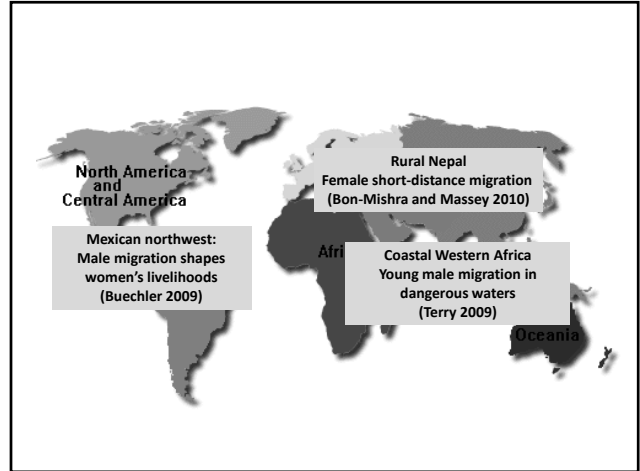 North America
and
Central America
Rural Nepal
Female short-distance migration
(Bon-Mishra and Massey 2010)
Mexican northwest:
Male migration shapes
women's livelihoods
(Buechler 2009)
Afri
Coastal Western Africa
Young male migration in
dangerous waters
(Terry 2009)
Oceania